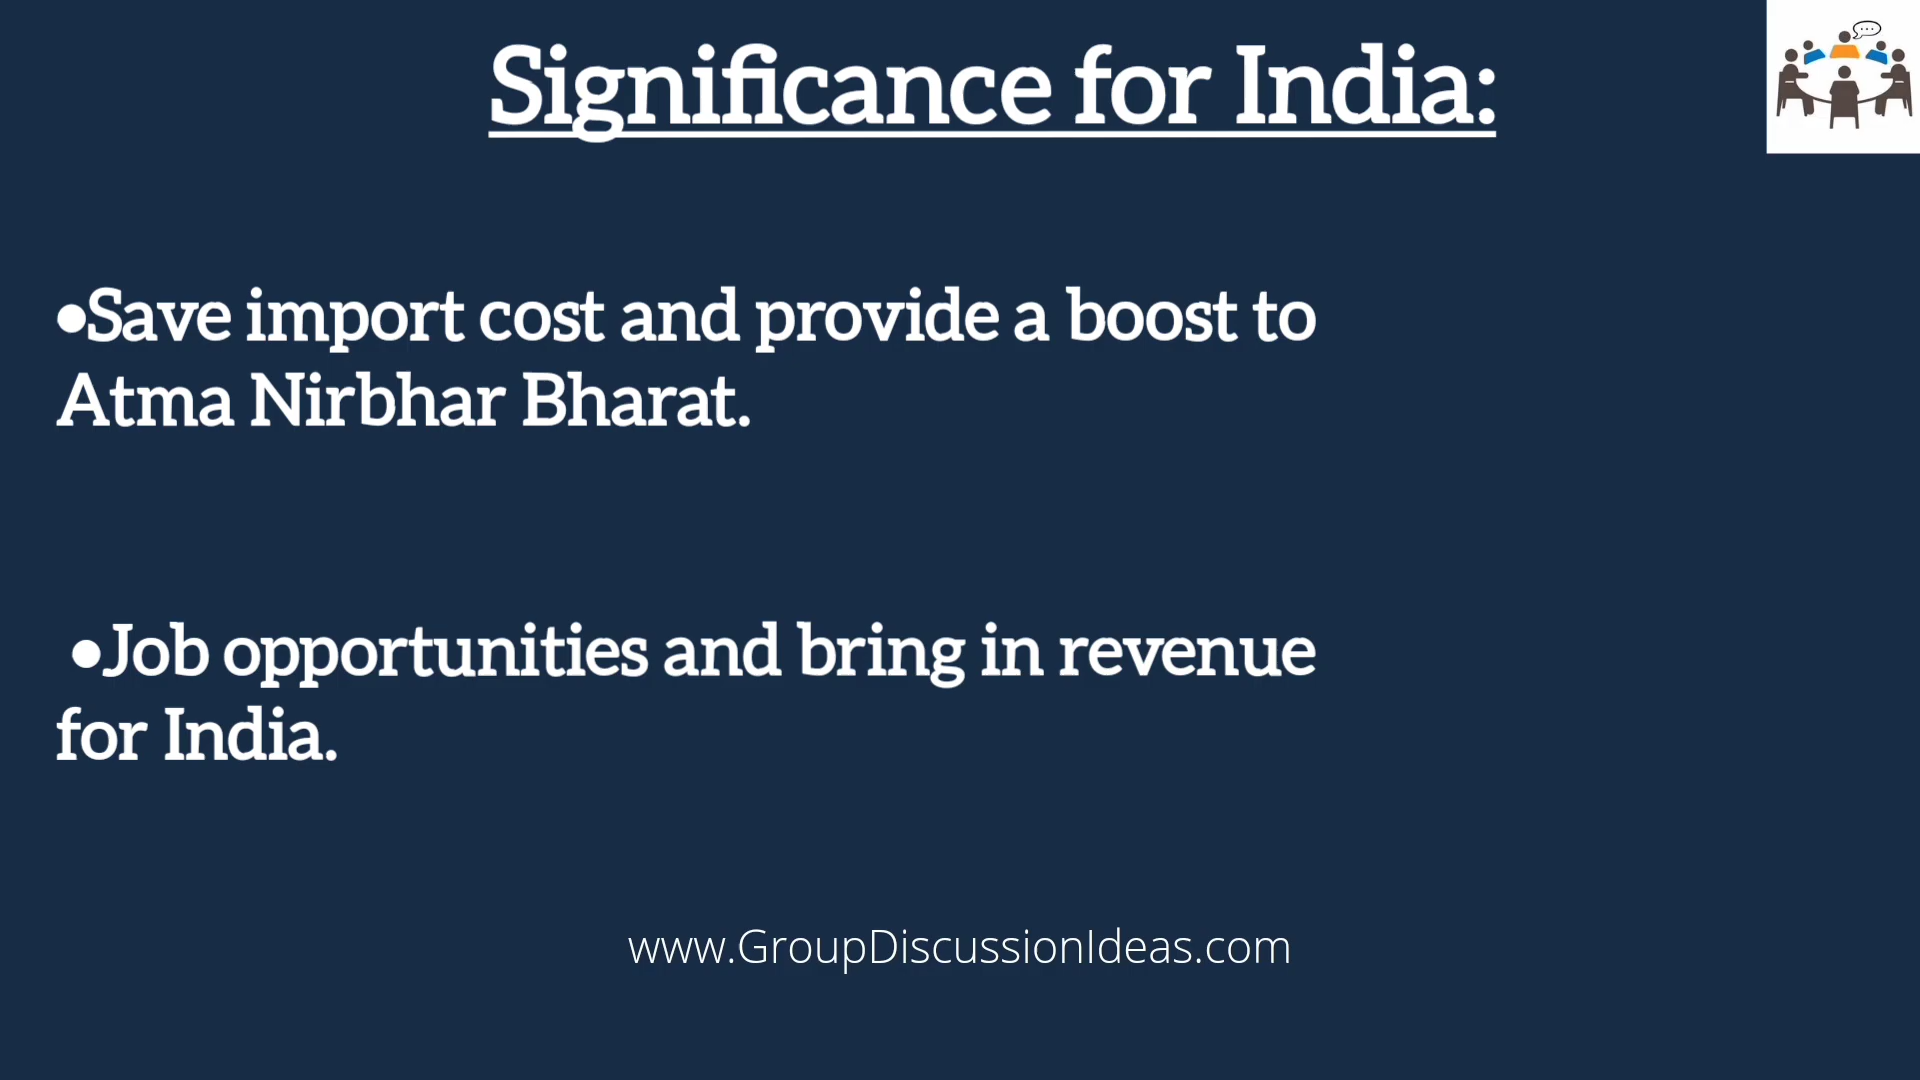 Significance for India:
•Save import cost and provide a boost to
Atma Nirbhar Bharat.
•Job opportunities and bring in revenue
for India.
www.GroupDiscussionIdeas.com